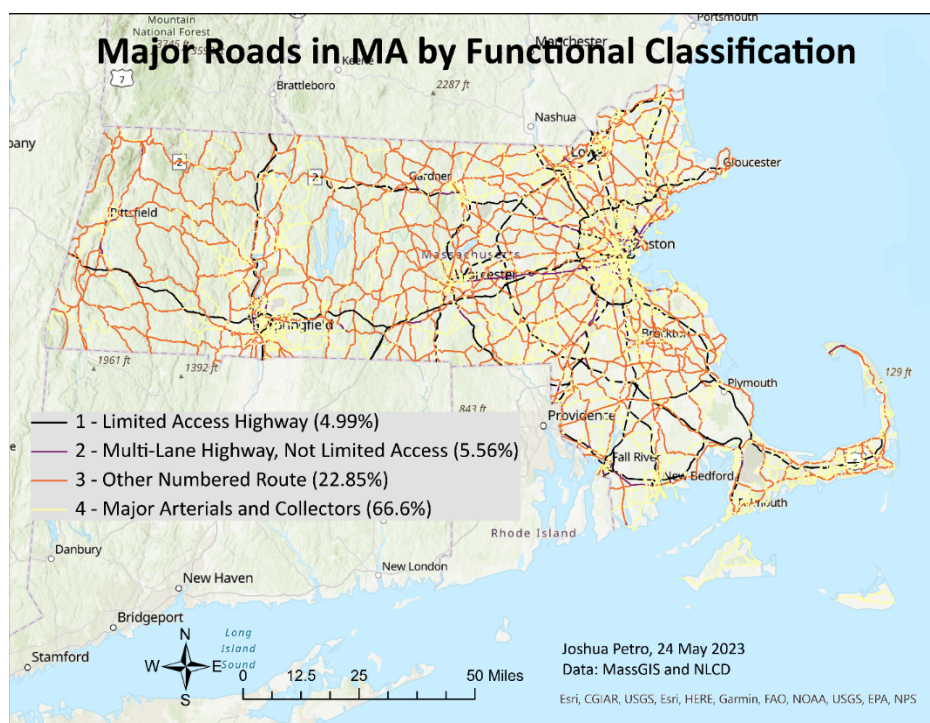 Mountain
National Forest
Portsmouth
3745 ft
Manchester
Major Roads in MA by Functional Classification
Keene
7
2287 ft
Brattleboro
Nashua
pany
2
2
Gardner
Gloucester
Pittsfield
Massachusetts
Springfield
Brockton
1961 ft
1392 ft
129 ft
Plymouth
843 ft
Providence
1 - Limited Access Highway (4.99%)
2 - Multi-Lane Highway, Not Limited Access (5.56%)
3 - Other Numbered Route (22.85%)
4 - Major Arterials and Collectors (66.6%)
Fall River
New Bedford
6
Rhode Island
Danbury
New London
New Haven
Bridgeport
Long
Island
Sound
Stamford
N
W
E
S
0
12.5
25
50 Miles
Joshua Petro, 24 May 2023
Data: MassGIS and NLCD
Esri, CGIAR, USGS, Esri, HERE, Garmin, FAO, NOAA, USGS, EPA, NPS